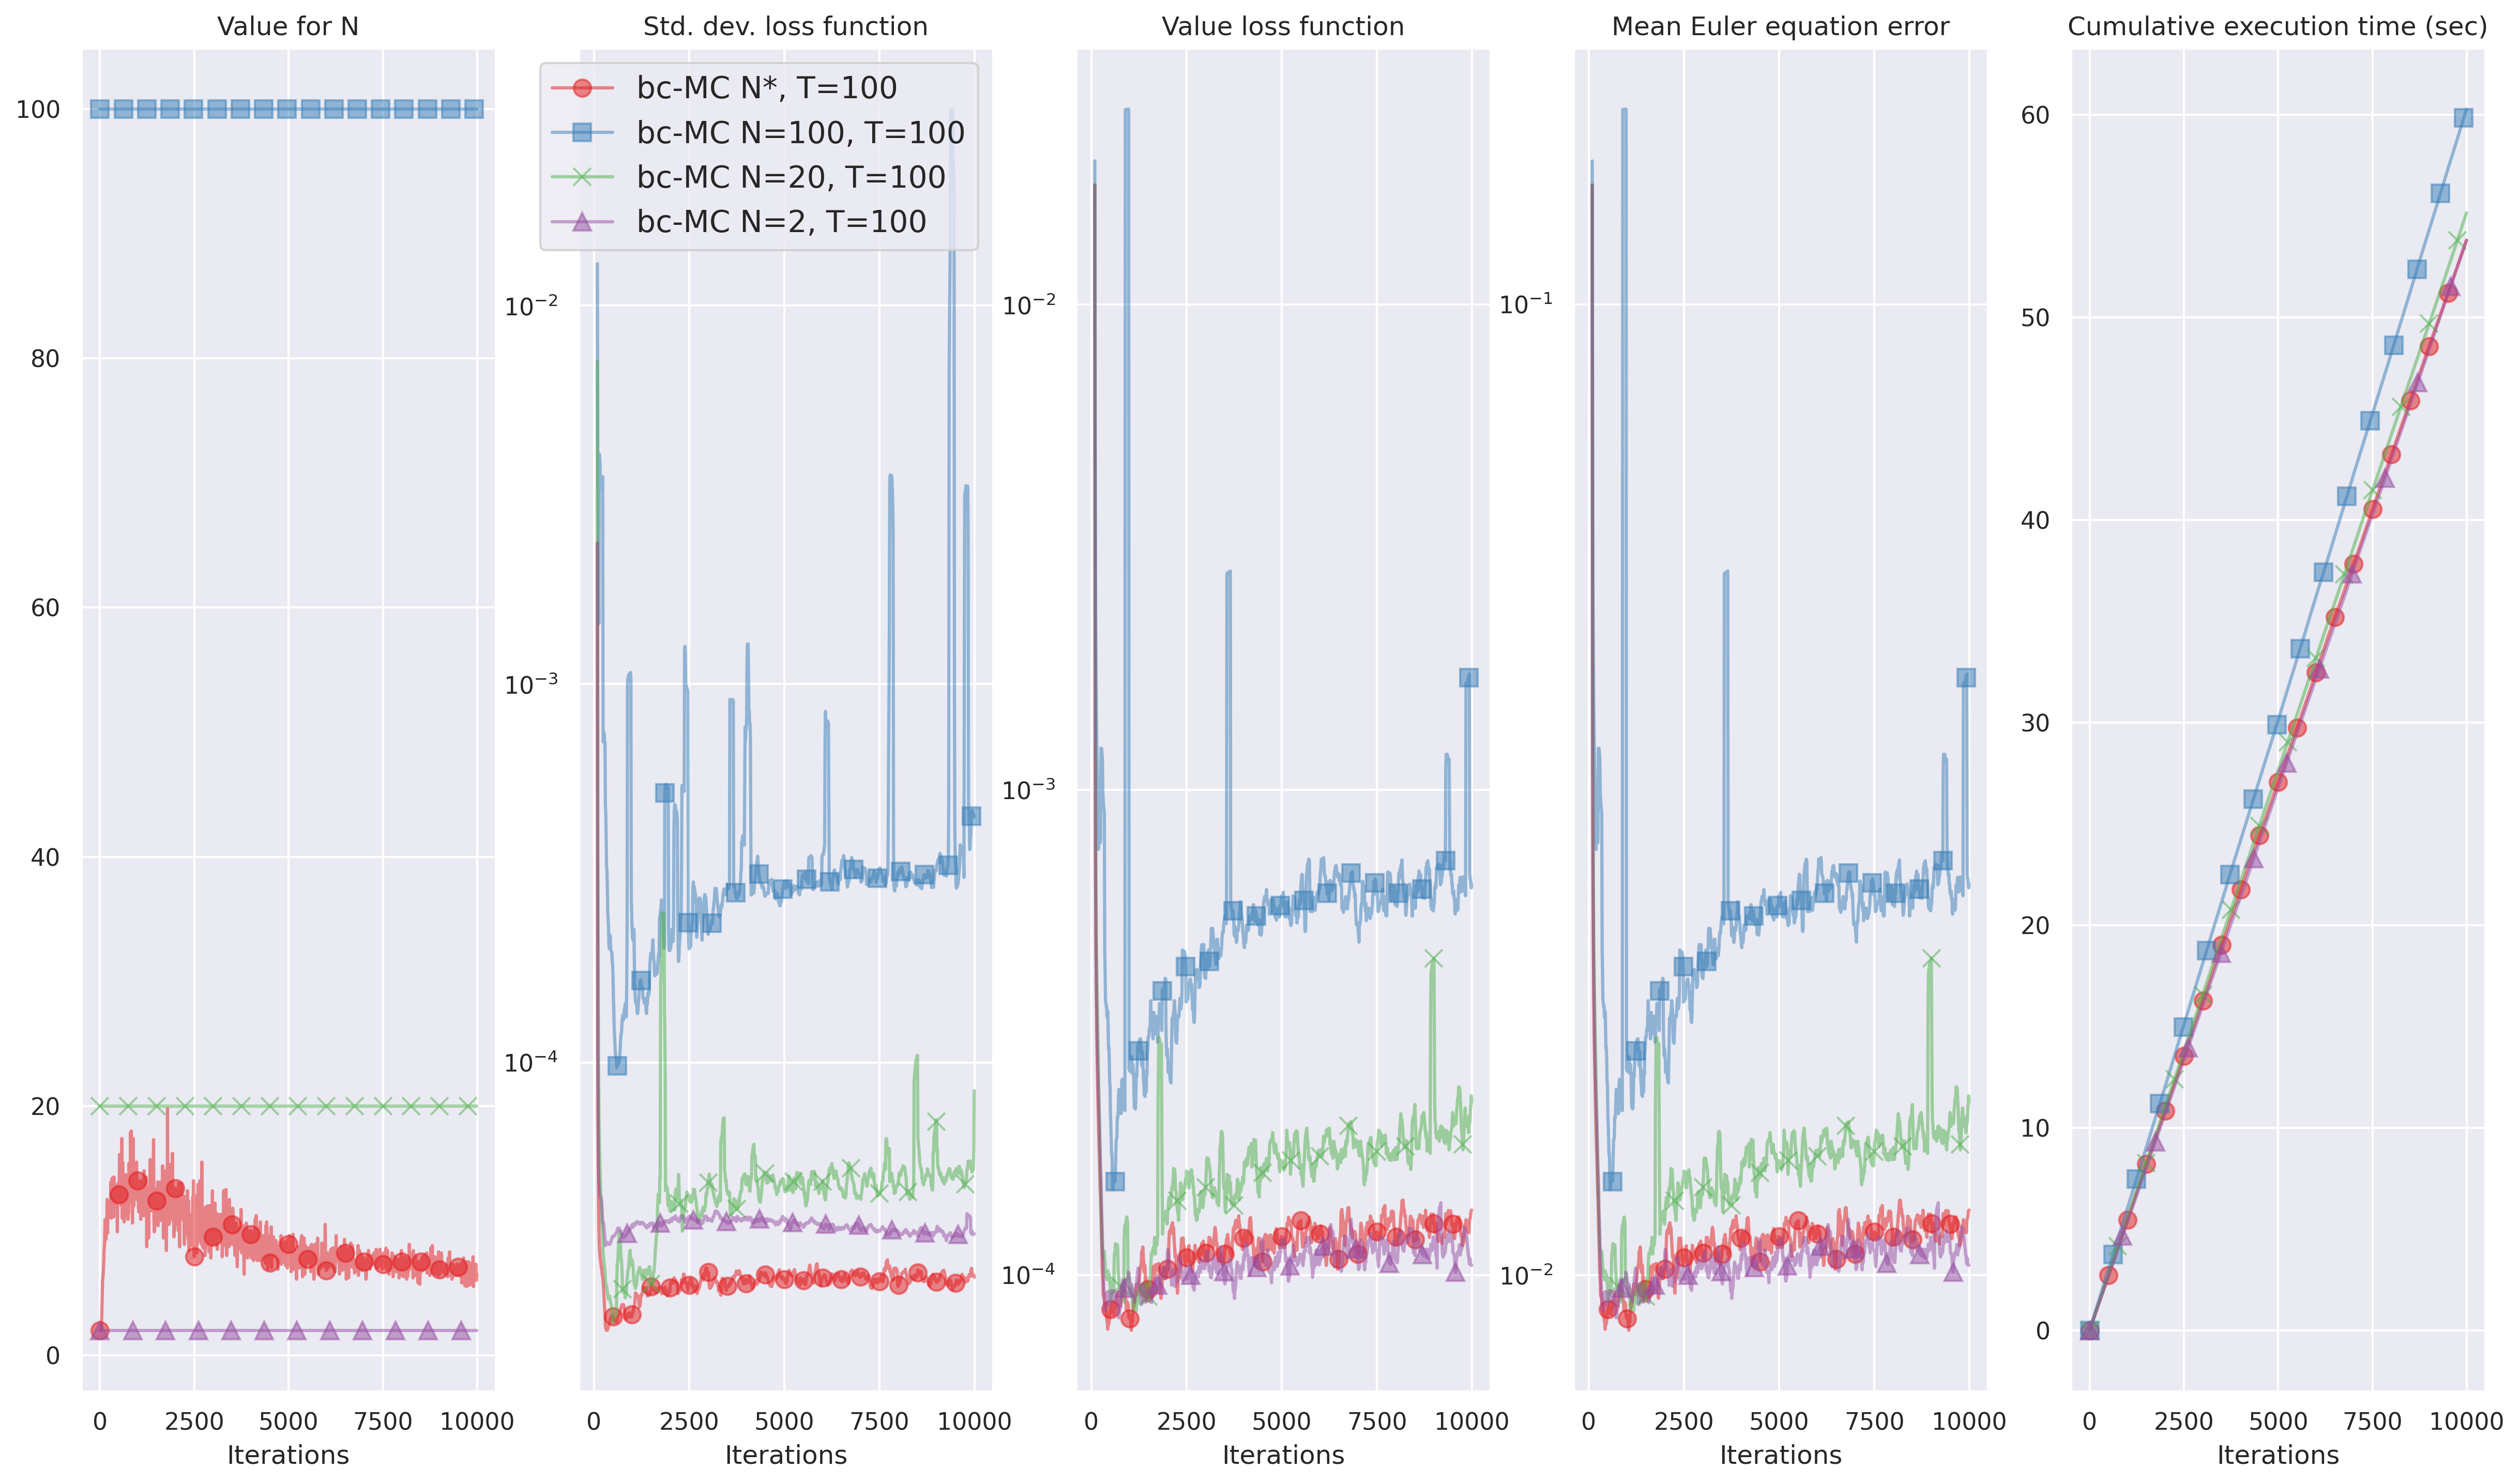 Value for N
Std. dev. loss function
Value loss function
Mean Euler equation error
Cumulative execution time (sec)
bc-MC N*, T=100
bc-MC N=100, T=100
bc-MC N=20, T=100
bc-MC N=2, T=100
100
80
60
40
20
0
0 2500 5000 7500 10000
Iterations
10⁻²
10⁻³
10⁻⁴
0 2500 5000 7500 10000
Iterations
10⁻²
10⁻³
10⁻⁴
0 2500 5000 7500 10000
Iterations
10⁻¹
10⁻²
0 2500 5000 7500 10000
Iterations
60
50
40
30
20
10
0
0 2500 5000 7500 10000
Iterations